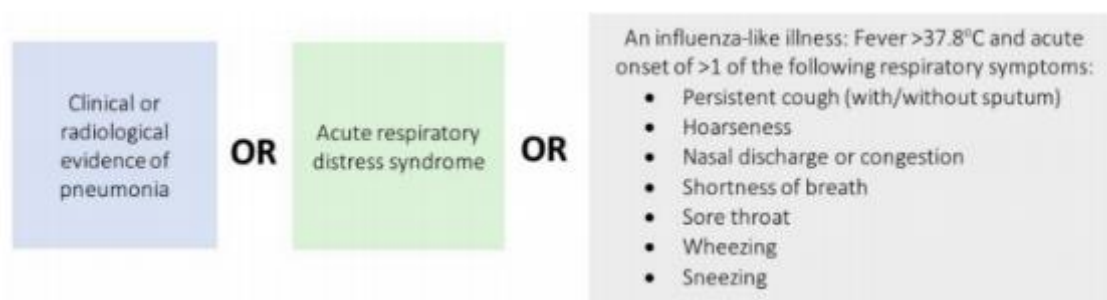 Clinical or
radiological
evidence of
pneumonia
OR
Acute respiratory
distress syndrome
OR
An influenza-like illness: Fever >37.8°C and acute
onset of >1 of the following respiratory symptoms:
• Persistent cough (with/without sputum)
• Hoarseness
• Nasal discharge or congestion
• Shortness of breath
• Sore throat
• Wheezing
• Sneezing